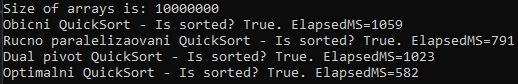 Size of arrays is: 10000000
Obicni QuickSort - Is sorted? True. ElapsedMS=1059
Rucno paralelizaovani QuickSort - Is sorted? True. ElapsedMS=791
Dual pivot QuickSort - Is sorted? True. ElapsedMS=1023
Optimalni QuickSort - Is sorted? True. ElapsedMS=582